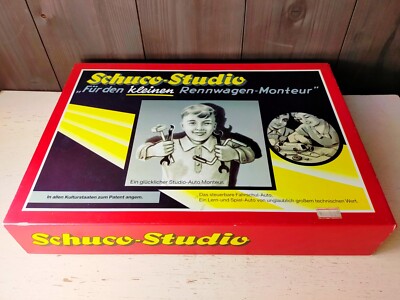 Schuco-Studio
„Für den kleinen Rennwagen-Monteur"
Ein glücklicher Studio-Auto Monteur.
In allen Kulturstaaten zum Patent angem.
Das steuerbare Fahrschul-Auto.
Ein Lern- und Spiel-Auto von unglaublich großem technischen Wert.
Schuco-Studio